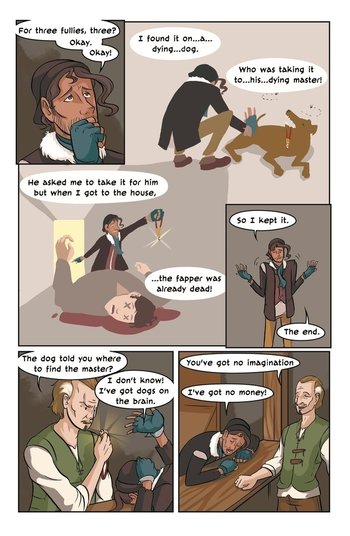 For three fullies, three?
Okay.
Okay!
I found it on...a...
dying...dog.
Who was taking it
to...his...dying master!
He asked me to take it for him
but when I got to the house,
...the fapper was
already dead!
So I kept it.
The end.
The dog told you where
to find the master?
I don't know!
I've got dogs on
the brain.
You've got no imagination
I've got no money!